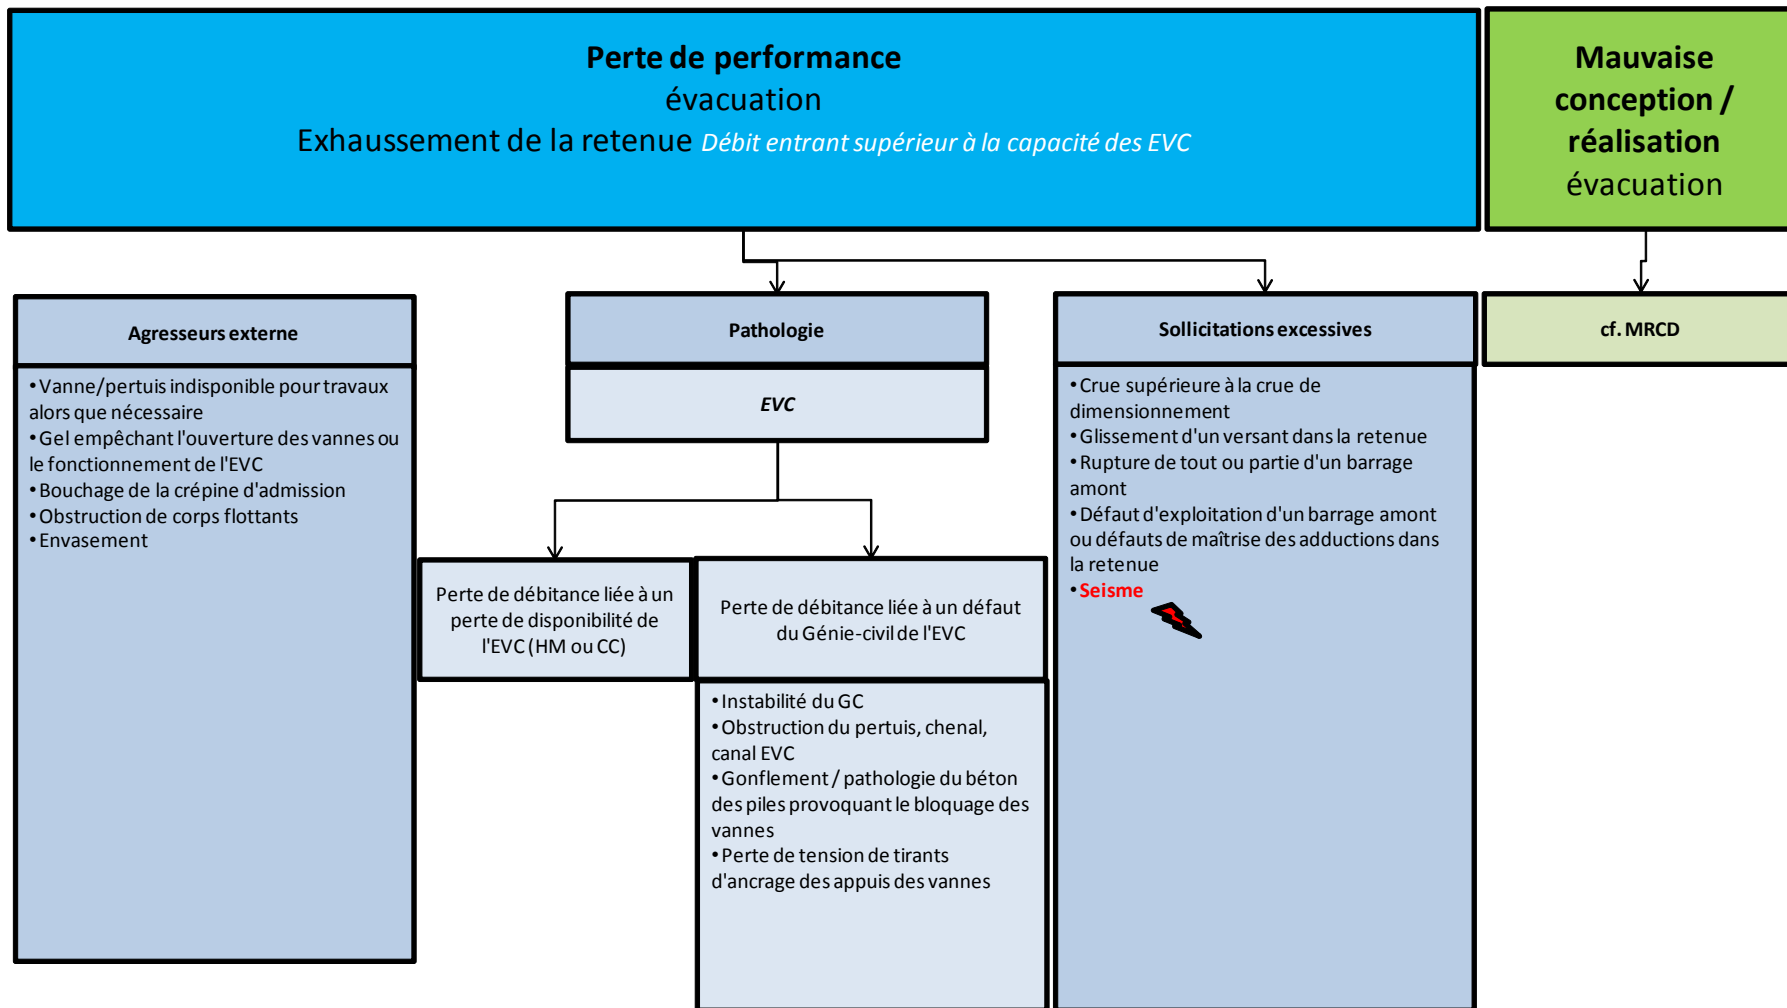 Perte de performance
évacuation
Exhaussement de la retenue Débit entrant supérieur à la capacité des EVC
Mauvaise
conception /
réalisation
évacuation
Agresseurs externe
•Vanne/pertuis indisponible pour travaux
alors que nécessaire
•Gel empêchant l'ouverture des vannes ou
le fonctionnement de l'EVC
•Bouchage de la crépine d'admission
•Obstruction de corps flottants
•Envasement
Pathologie
EVC
Perte de débitance liée à un
perte de disponibilité de
l'EVC (HM ou CC)
Perte de débitance liée à un défaut
du Génie-civil de l'EVC
•Instabilité du GC
•Obstruction du pertuis, chenal,
canal EVC
•Gonflement / pathologie du béton
des piles provoquant le bloquage des
vannes
•Perte de tension de tirants
d'ancrage des appuis des vannes
Sollicitations excessives
•Crue supérieure à la crue de
dimensionnement
•Glissement d'un versant dans la retenue
•Rupture de tout ou partie d'un barrage
amont
•Défaut d'exploitation d'un barrage amont
ou défauts de maîtrise des adductions dans
la retenue
•Seisme
cf. MRCD